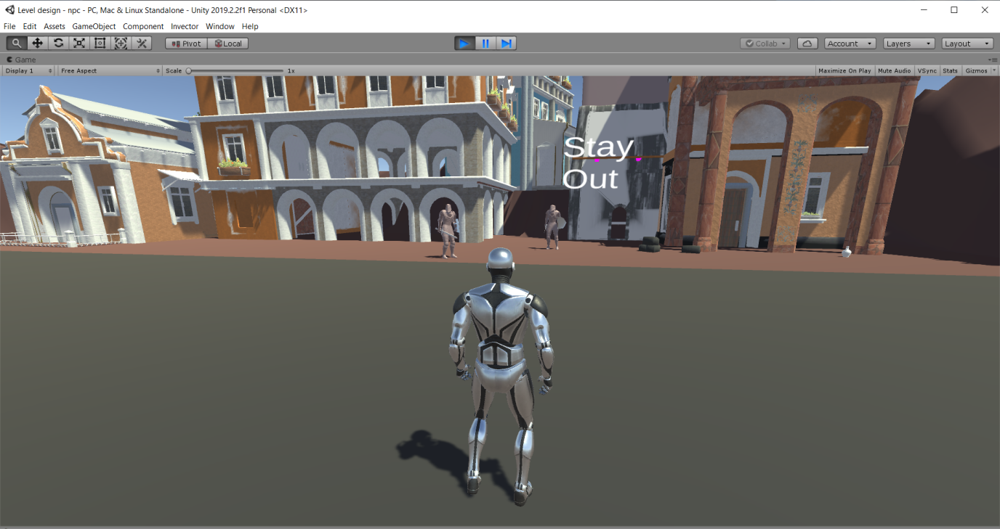 Level design - npc - PC, Mac & Linux Standalone - Unity 2019.2.2f1 Personal <DX11>
File Edit Assets GameObject Component Invector Window Help
Pivot Local Collab Account Layers Layout
Game
Display 1 Free Aspect Scale 1x Maximize On Play Mute Audio VSync Stats Gizmos
Stay
Out